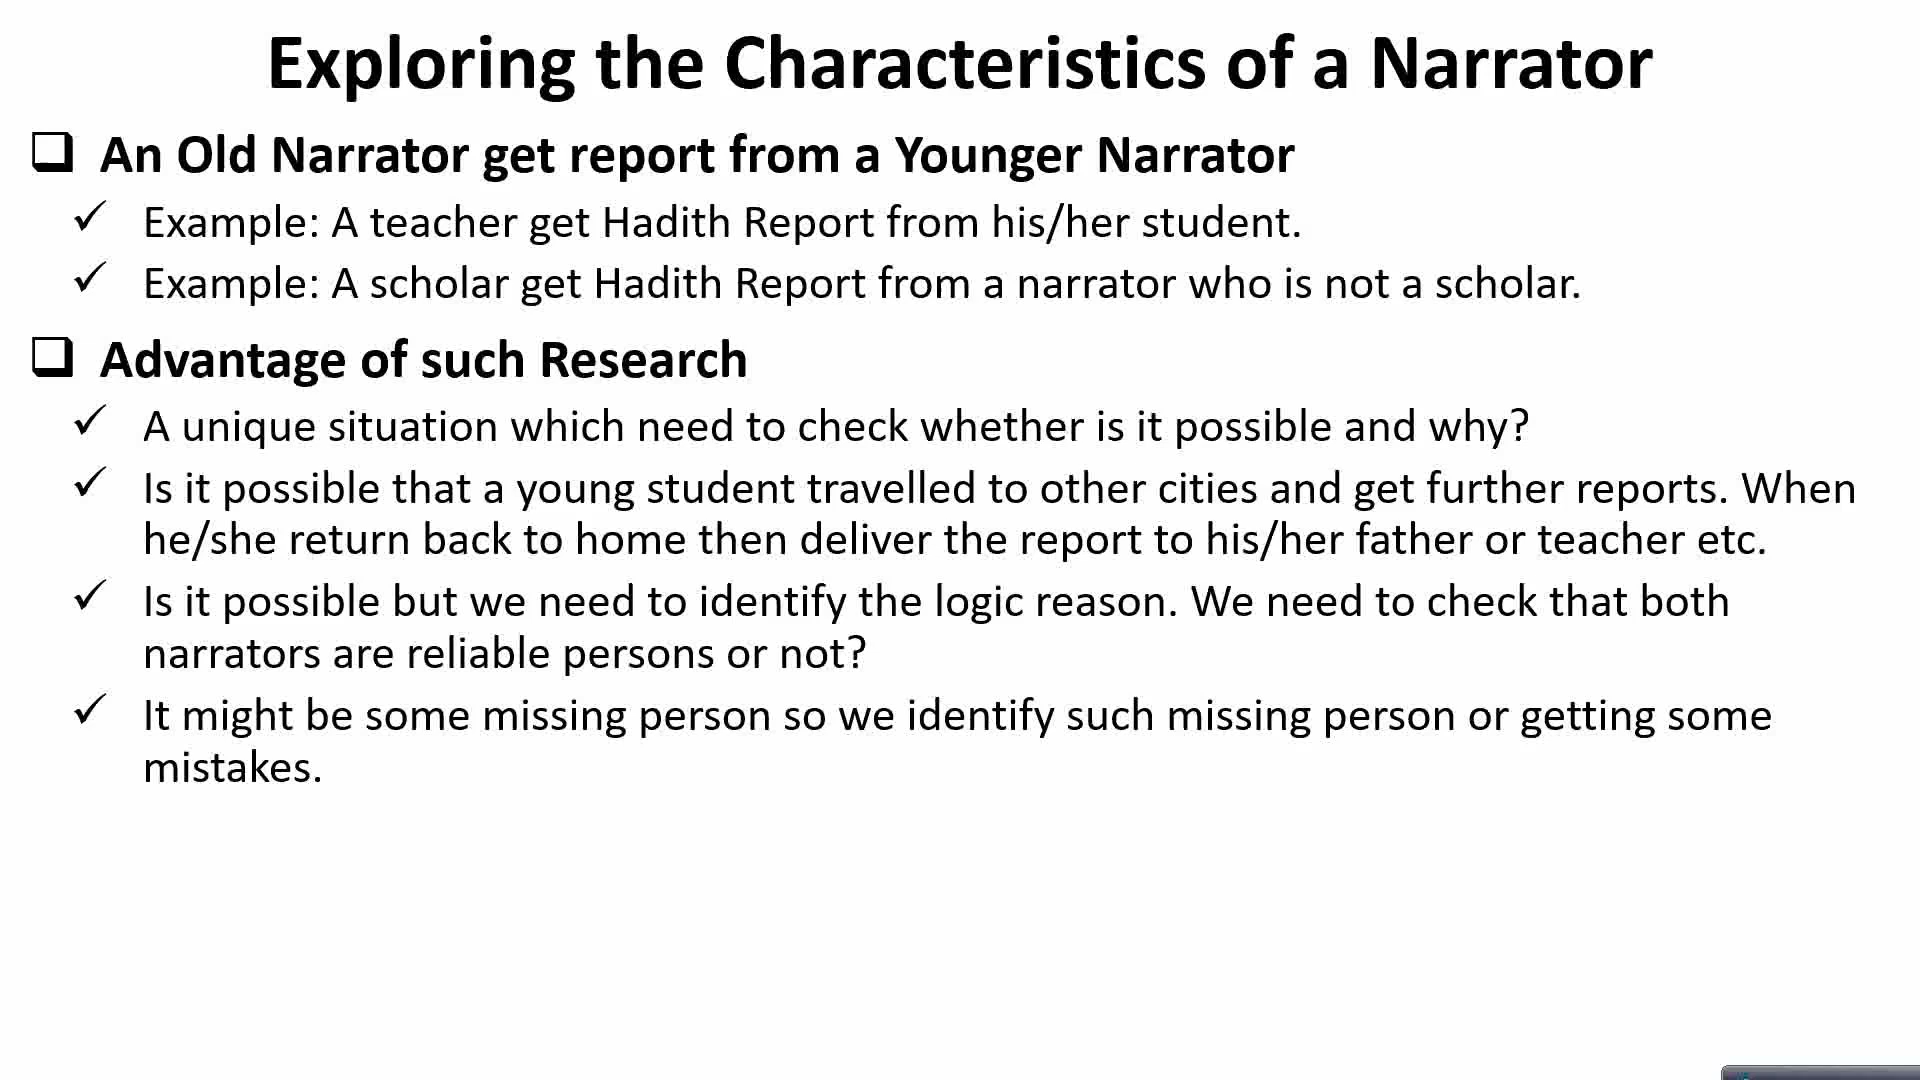 Exploring the Characteristics of a Narrator
An Old Narrator get report from a Younger Narrator
Example: A teacher get Hadith Report from his/her student.
Example: A scholar get Hadith Report from a narrator who is not a scholar.
Advantage of such Research
A unique situation which need to check whether is it possible and why?
Is it possible that a young student travelled to other cities and get further reports. When
he/she return back to home then deliver the report to his/her father or teacher etc.
Is it possible but we need to identify the logic reason. We need to check that both
narrators are reliable persons or not?
It might be some missing person so we identify such missing person or getting some
mistakes.